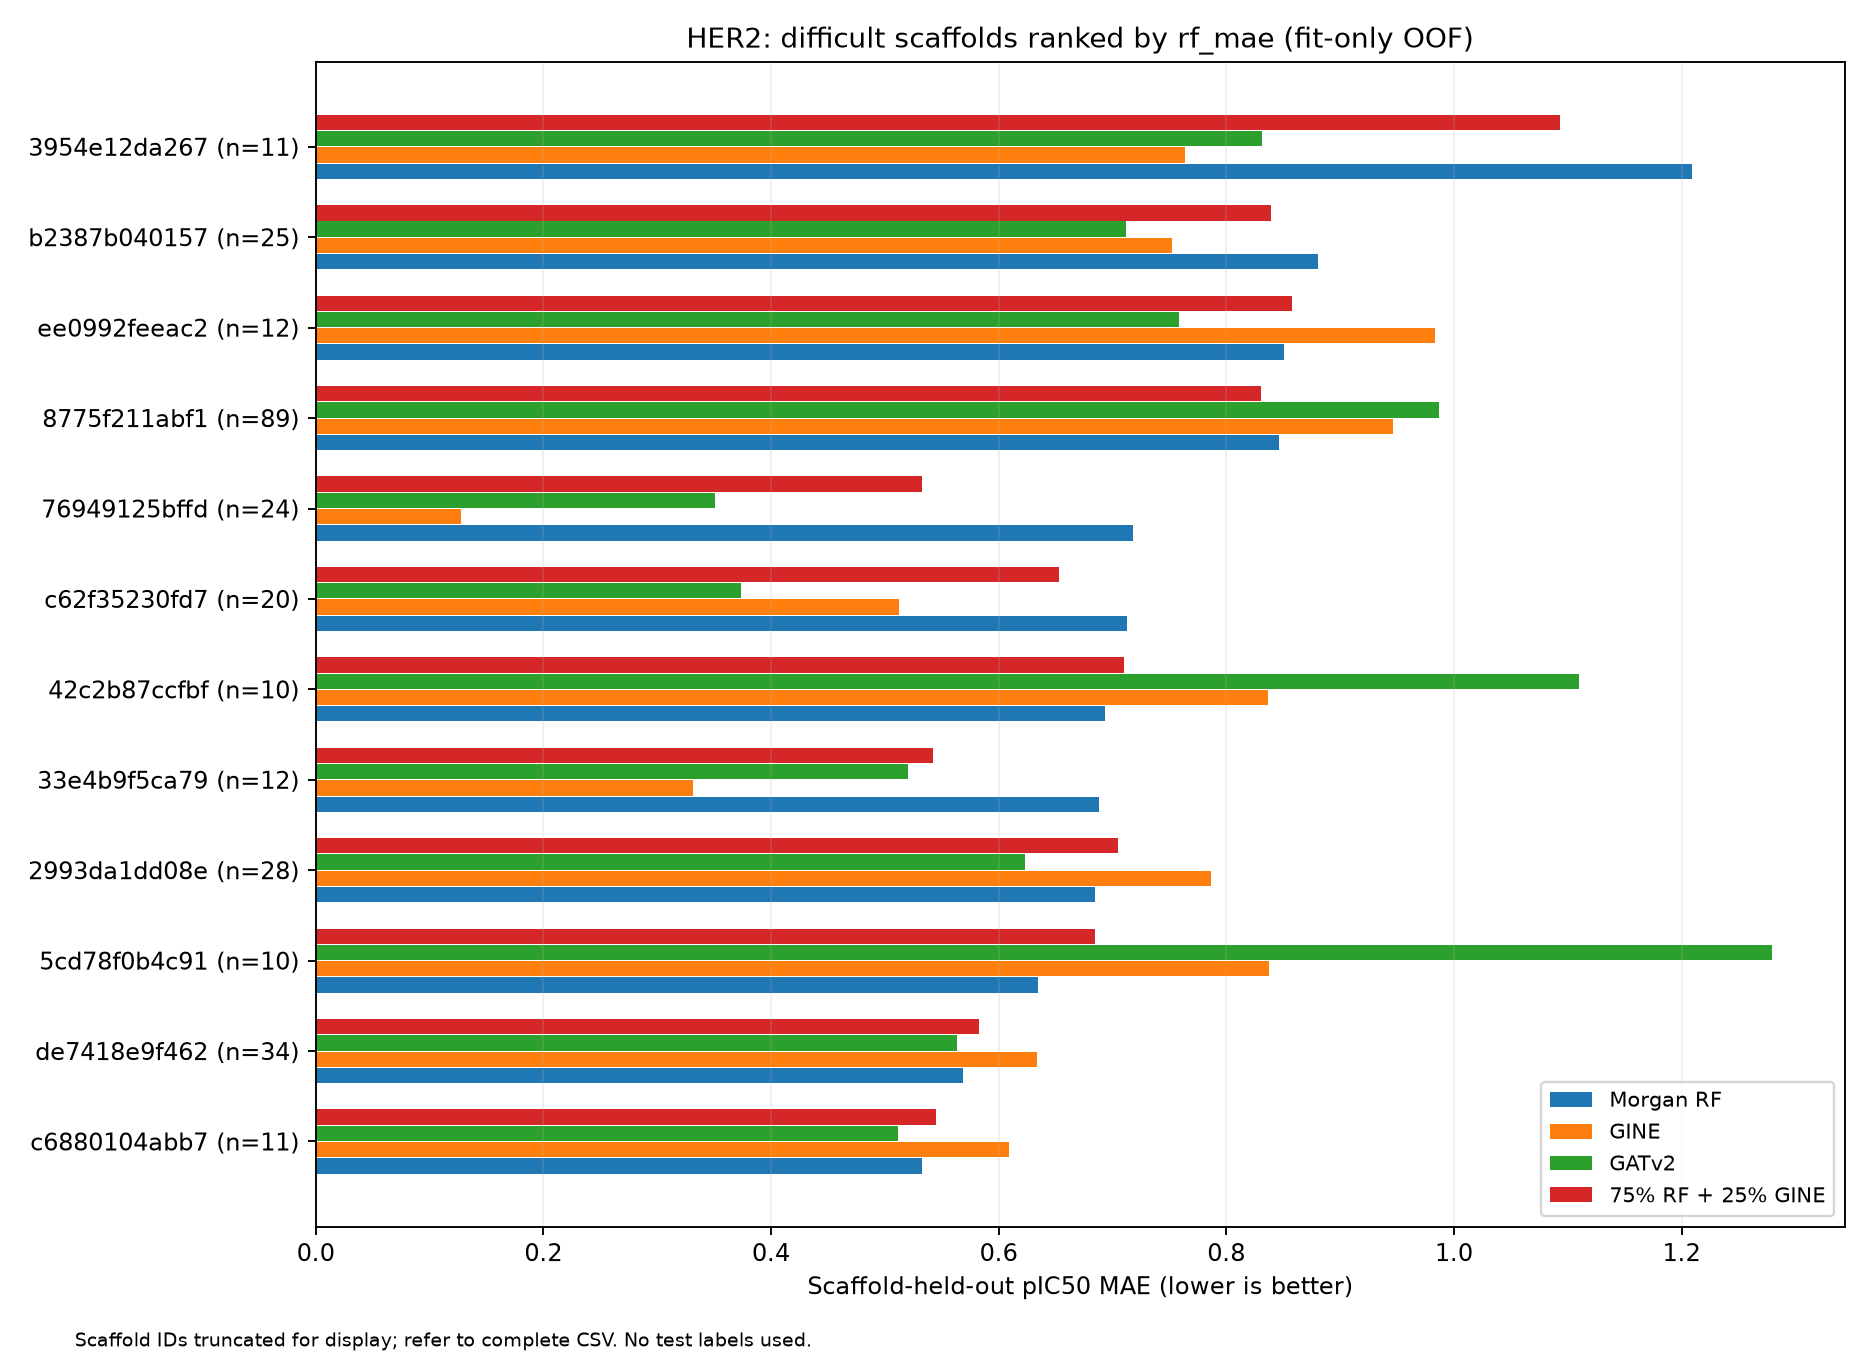 HER2: difficult scaffolds ranked by rf_mae (fit-only OOF)
3954e12da267 (n=11)
b2387b040157 (n=25)
ee0992feeac2 (n=12)
8775f211abf1 (n=89)
76949125bffd (n=24)
c62f35230fd7 (n=20)
42c2b87ccfbf (n=10)
33e4b9f5ca79 (n=12)
2993da1dd08e (n=28)
5cd78f0b4c91 (n=10)
de7418e9f462 (n=34)
c6880104abb7 (n=11)
Morgan RF
GINE
GATv2
75% RF + 25% GINE
0.0 0.2 0.4 0.6 0.8 1.0 1.2
Scaffold-held-out pIC50 MAE (lower is better)
Scaffold IDs truncated for display; refer to complete CSV. No test labels used.